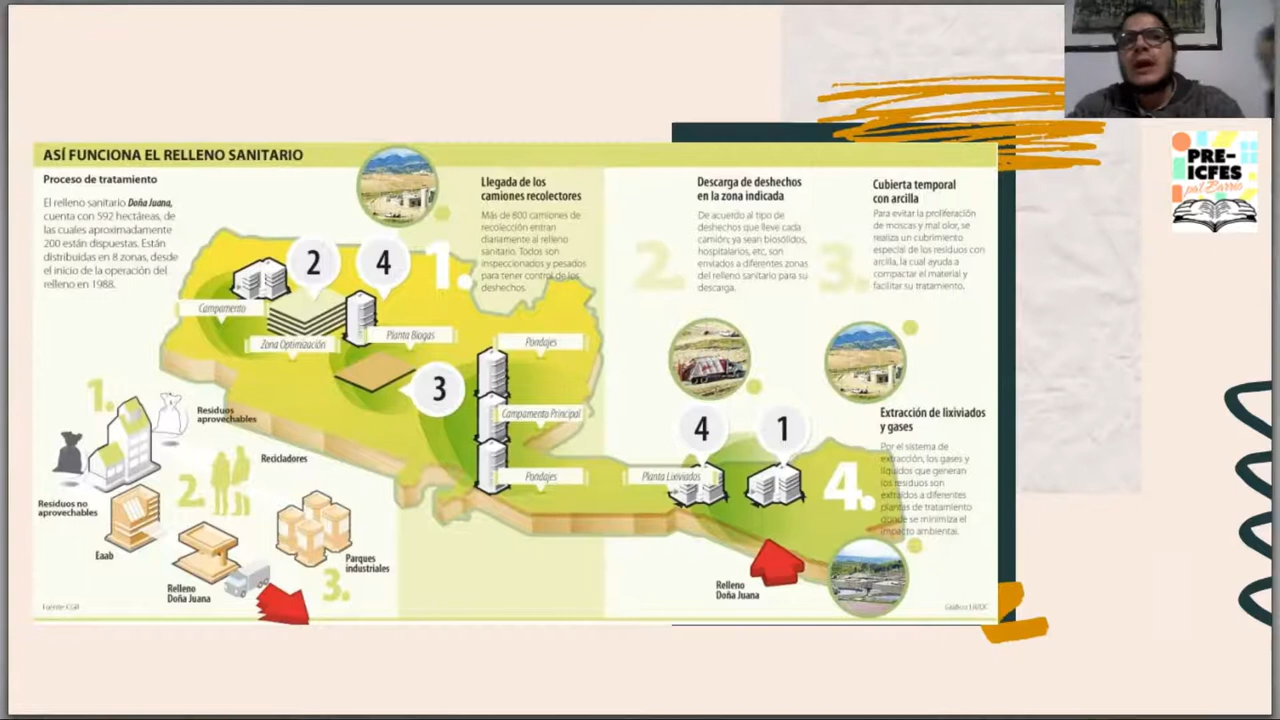 ASÍ FUNCIONA EL RELLENO SANITARIO
Proceso de tratamiento
El relleno sanitario Doña Juana,
cuenta con 592 hectáreas, de
las cuales aproximadamente
200 están dispuestas. Están
distribuidas en 8 zonas, desde
el inicio de la operación del
relleno en 1988.
1.
Llegada de los
camiones recolectores
Más de 800 camiones de
recolección entran
diariamente al relleno
sanitario. Todos son
inspeccionados y pesados
para tener control de los
deshechos.
2.
Descarga de deshechos
en la zona indicada
De acuerdo al tipo de
deshechos que lleve cada
camión; ya sean biosólidos,
hospitalarios, etc, son
enviados a diferentes zonas
del relleno sanitario para su
descarga.
3.
Cubierta temporal
con arcilla
Para evitar la proliferación
de moscas y mal olor, se
realiza un cubrimiento
especial de los residuos con
arcilla, la cual ayuda a
compactar el material y
facilitar su tratamiento.
4.
Extracción de lixiviados
y gases
Por el sistema de
extracción, los gases y
líquidos que generan
los residuos son
extraídos a diferentes
plantas de tratamiento
donde se minimiza el
impacto ambiental.
2
4
Campamento
Zona Optimización
Planta Biogas
3
Pondajes
Campamento Principal
Pondajes
4
1
Planta Lixiviados
Relleno
Doña Juana
1.
Residuos
aprovechables
Residuos no
aprovechables
Recicladores
2.
Eaab
Relleno
Doña Juana
Parques
industriales
3.
PRE-
ICFES
pa'l Barrio